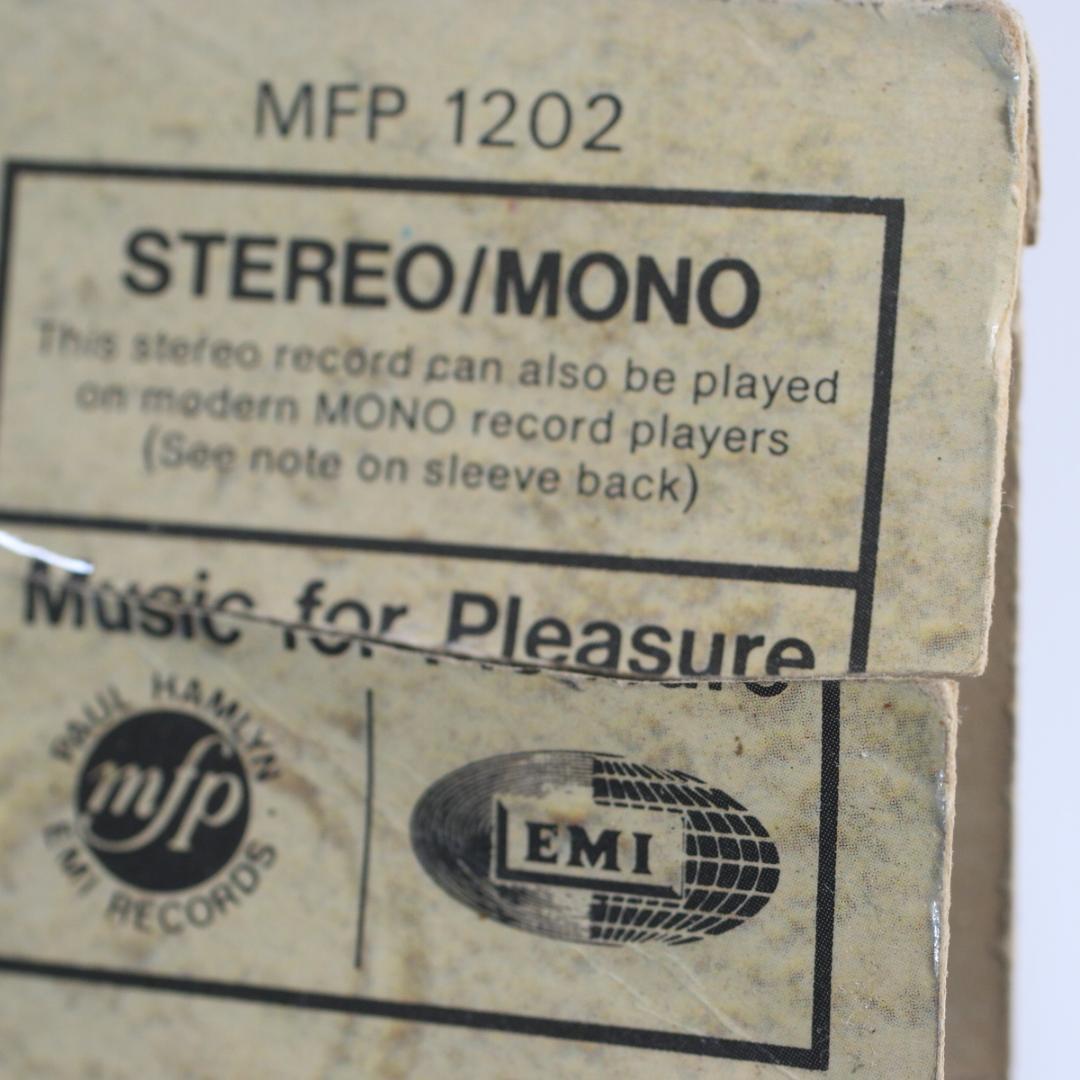 MFP 1202
STEREO/MONO
This stereo record can also be played
on modern MONO record players
(See note on sleeve back)
Music for Pleasure
PAUL HAMLYN
mfp
EMI RECORDS
EMI